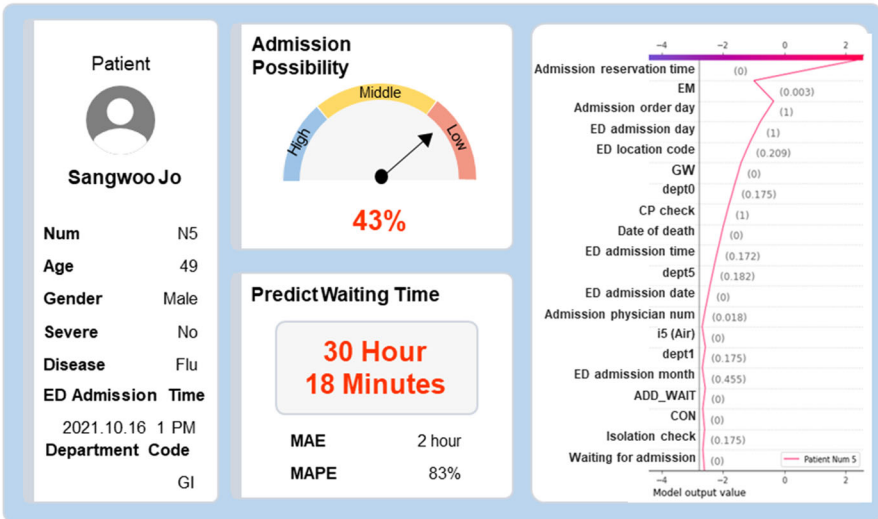 Patient
Sangwoo Jo
Num N5
Age 49
Gender Male
Severe No
Disease Flu
ED Admission Time
2021.10.16 1 PM
Department Code
GI
Admission
Possibility
High
Middle
Low
43%
Predict Waiting Time
30 Hour
18 Minutes
MAE 2 hour
MAPE 83%
−4 −2 0 2
Admission reservation time (0)
EM (0.003)
Admission order day (1)
ED admission day (1)
ED location code (0.209)
GW (0)
dept0 (0.175)
CP check (1)
Date of death (0)
ED admission time (0.172)
dept5 (0.182)
ED admission date (0)
Admission physician num (0.018)
i5 (Air) (0)
dept1 (0.175)
ED admission month (0.455)
ADD_WAIT (0)
CON (0)
Isolation check (0.175)
Waiting for admission (0)
Patient Num 5
−4 −2 0 2
Model output value